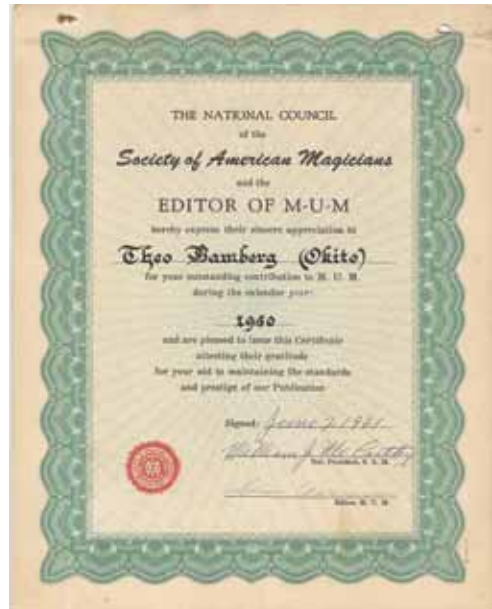 THE NATIONAL COUNCIL
of the
Society of American Magicians
and the
EDITOR OF M-U-M
hereby express their sincere appreciation to
Theo Bamberg (Okito)
for your outstanding contribution to M. U. M.
during the calendar year
1960
and are pleased to issue this Certificate
attesting their gratitude
for your aid in maintaining the standards
and prestige of our Publication
Signed: June 7, 1961
William J. McCarthy
Nat. President, S. A. M.
Editor M. U. M.